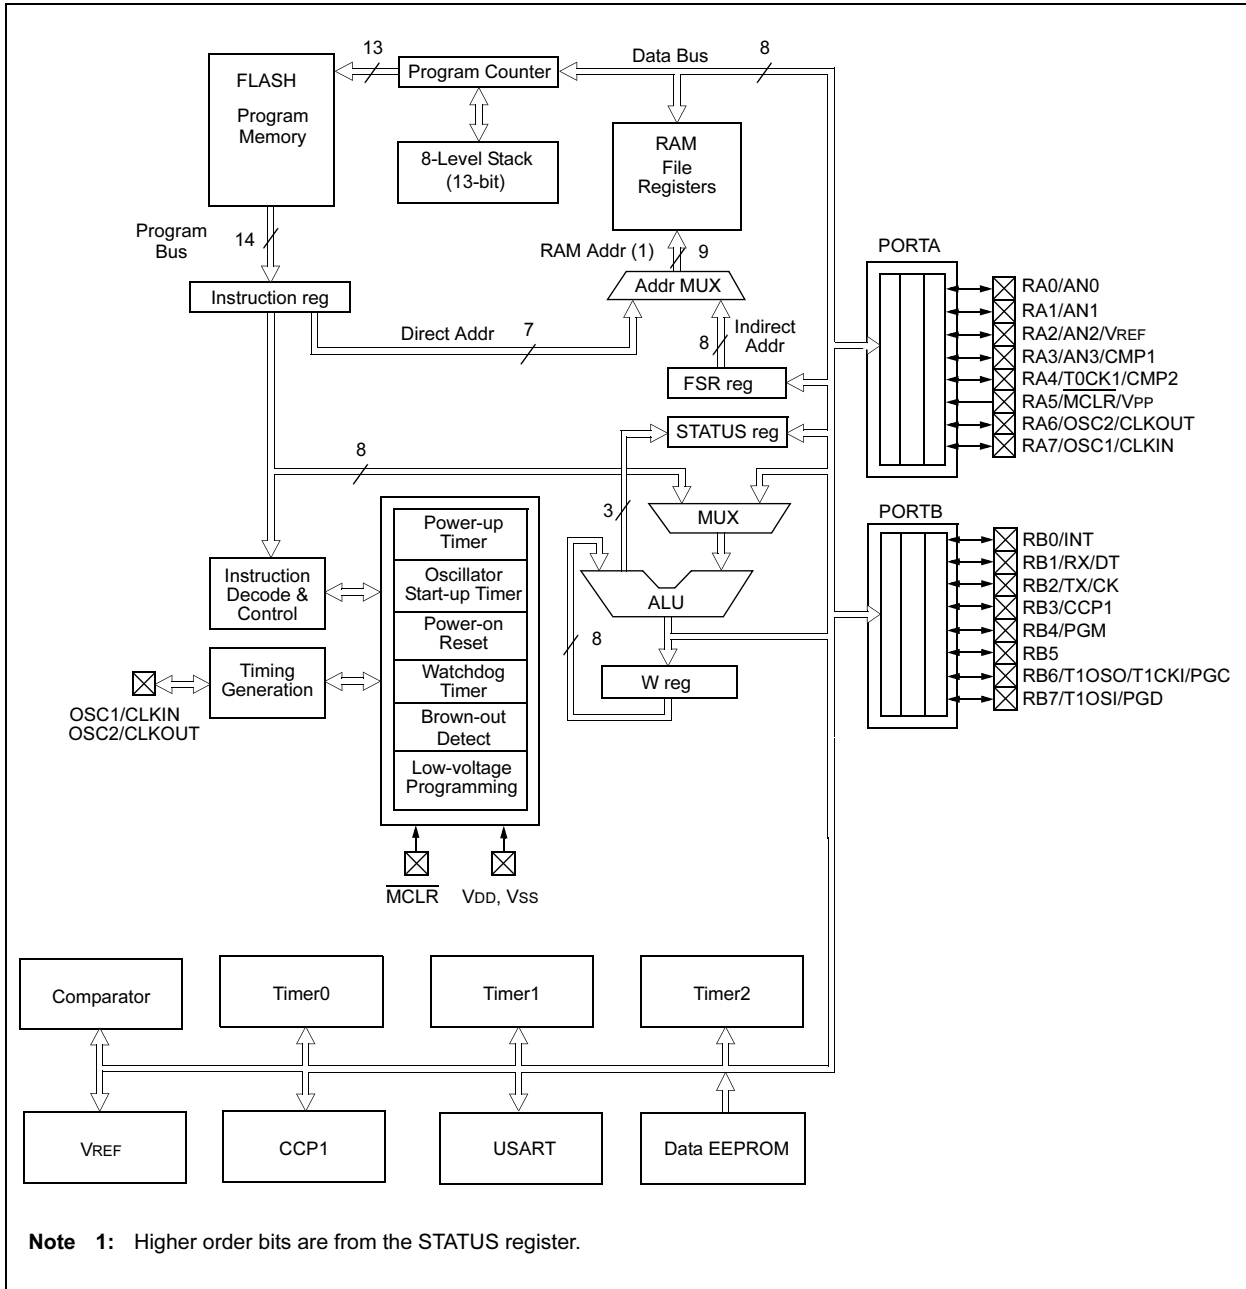 13
Data Bus
8
FLASH
Program
Memory
Program Counter
8-Level Stack
(13-bit)
RAM
File
Registers
Program
Bus
14
RAM Addr (1)
9
Addr MUX
Instruction reg
Direct Addr
7
8
Indirect
Addr
FSR reg
STATUS reg
8
3
MUX
ALU
8
W reg
Power-up
Timer
Oscillator
Start-up Timer
Power-on
Reset
Watchdog
Timer
Brown-out
Detect
Low-voltage
Programming
Instruction
Decode &
Control
Timing
Generation
OSC1/CLKIN
OSC2/CLKOUT
MCLR
VDD, VSS
PORTA
RA0/AN0
RA1/AN1
RA2/AN2/VREF
RA3/AN3/CMP1
RA4/T0CK1/CMP2
RA5/MCLR/VPP
RA6/OSC2/CLKOUT
RA7/OSC1/CLKIN
PORTB
RB0/INT
RB1/RX/DT
RB2/TX/CK
RB3/CCP1
RB4/PGM
RB5
RB6/T1OSO/T1CKI/PGC
RB7/T1OSI/PGD
Comparator
Timer0
Timer1
Timer2
VREF
CCP1
USART
Data EEPROM
Note 1: Higher order bits are from the STATUS register.